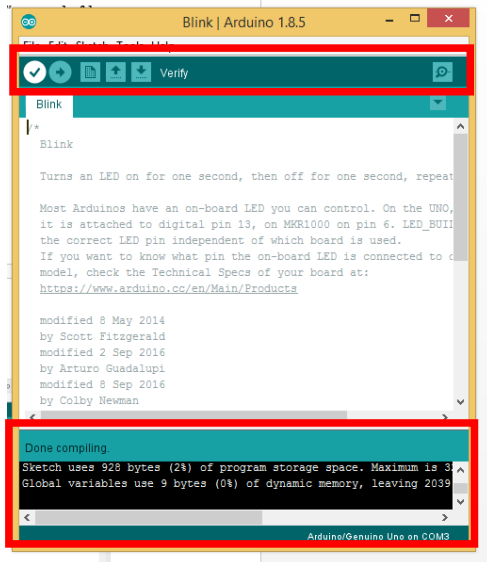 Blink | Arduino 1.8.5
File Edit Sketch Tools Help
Verify
Blink
/*
Blink
Turns an LED on for one second, then off for one second, repeat
Most Arduinos have an on-board LED you can control. On the UNO,
it is attached to digital pin 13, on MKR1000 on pin 6. LED_BUI
the correct LED pin independent of which board is used.
If you want to know what pin the on-board LED is connected to
model, check the Technical Specs of your board at:
https://www.arduino.cc/en/Main/Products
modified 8 May 2014
by Scott Fitzgerald
modified 2 Sep 2016
by Arturo Guadalupi
modified 8 Sep 2016
by Colby Newman
Done compiling.
Sketch uses 928 bytes (2%) of program storage space. Maximum is 3
Global variables use 9 bytes (0%) of dynamic memory, leaving 2039
Arduino/Genuino Uno on COM3